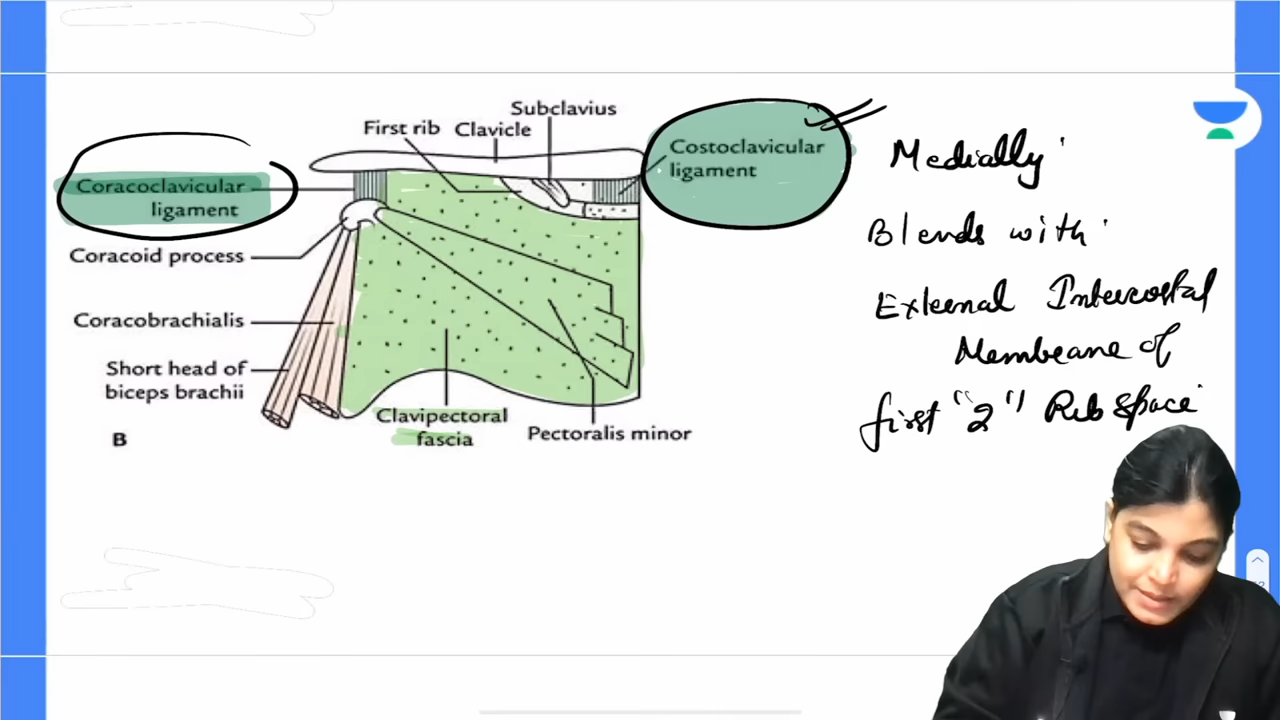 Subclavius
First rib Clavicle
Costoclavicular
ligament
Coracoclavicular
ligament
Coracoid process
Coracobrachialis
Short head of
biceps brachii
Clavipectoral
fascia
Pectoralis minor
B
Medially
Blends with
External Intercostal
Membrane of
first "2" Rib space